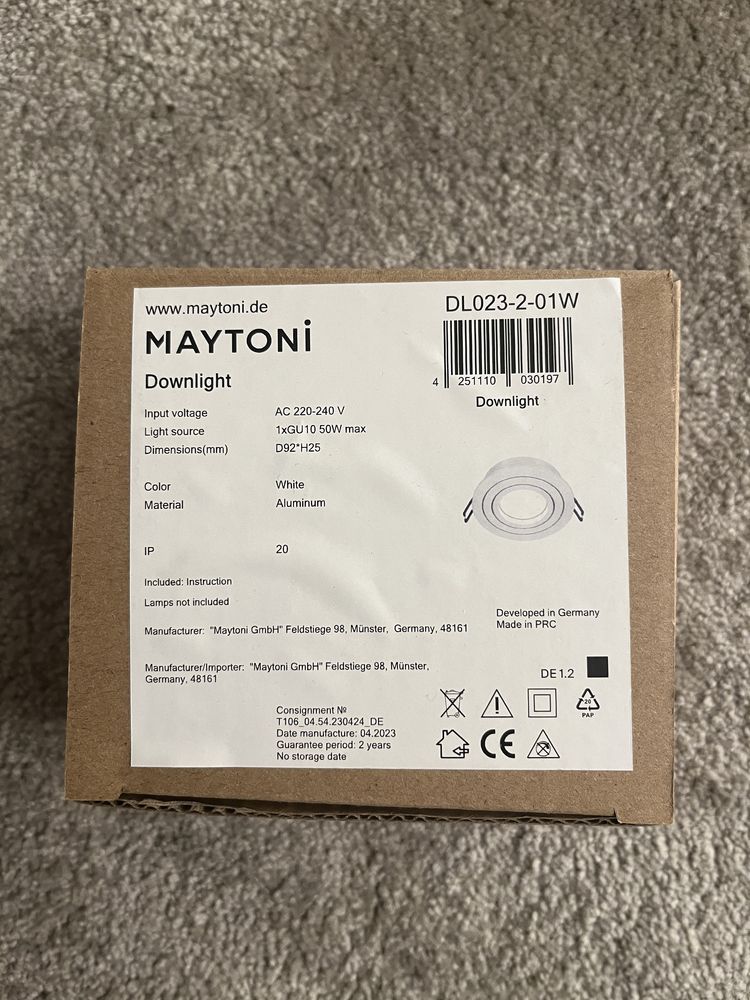 www.maytoni.de
MAYTONi
Downlight
DL023-2-01W
4 251110 030197
Downlight
Input voltage AC 220-240 V
Light source 1xGU10 50W max
Dimensions(mm) D92*H25
Color White
Material Aluminum
IP 20
Included: Instruction
Lamps not included
Manufacturer: "Maytoni GmbH" Feldstiege 98, Münster, Germany, 48161
Developed in Germany
Made in PRC
Manufacturer/Importer: "Maytoni GmbH" Feldstiege 98, Münster,
Germany, 48161
DE 1.2
Consignment №
T106_04.54.230424_DE
Date manufacture: 04.2023
Guarantee period: 2 years
No storage date
20
PAP
CE